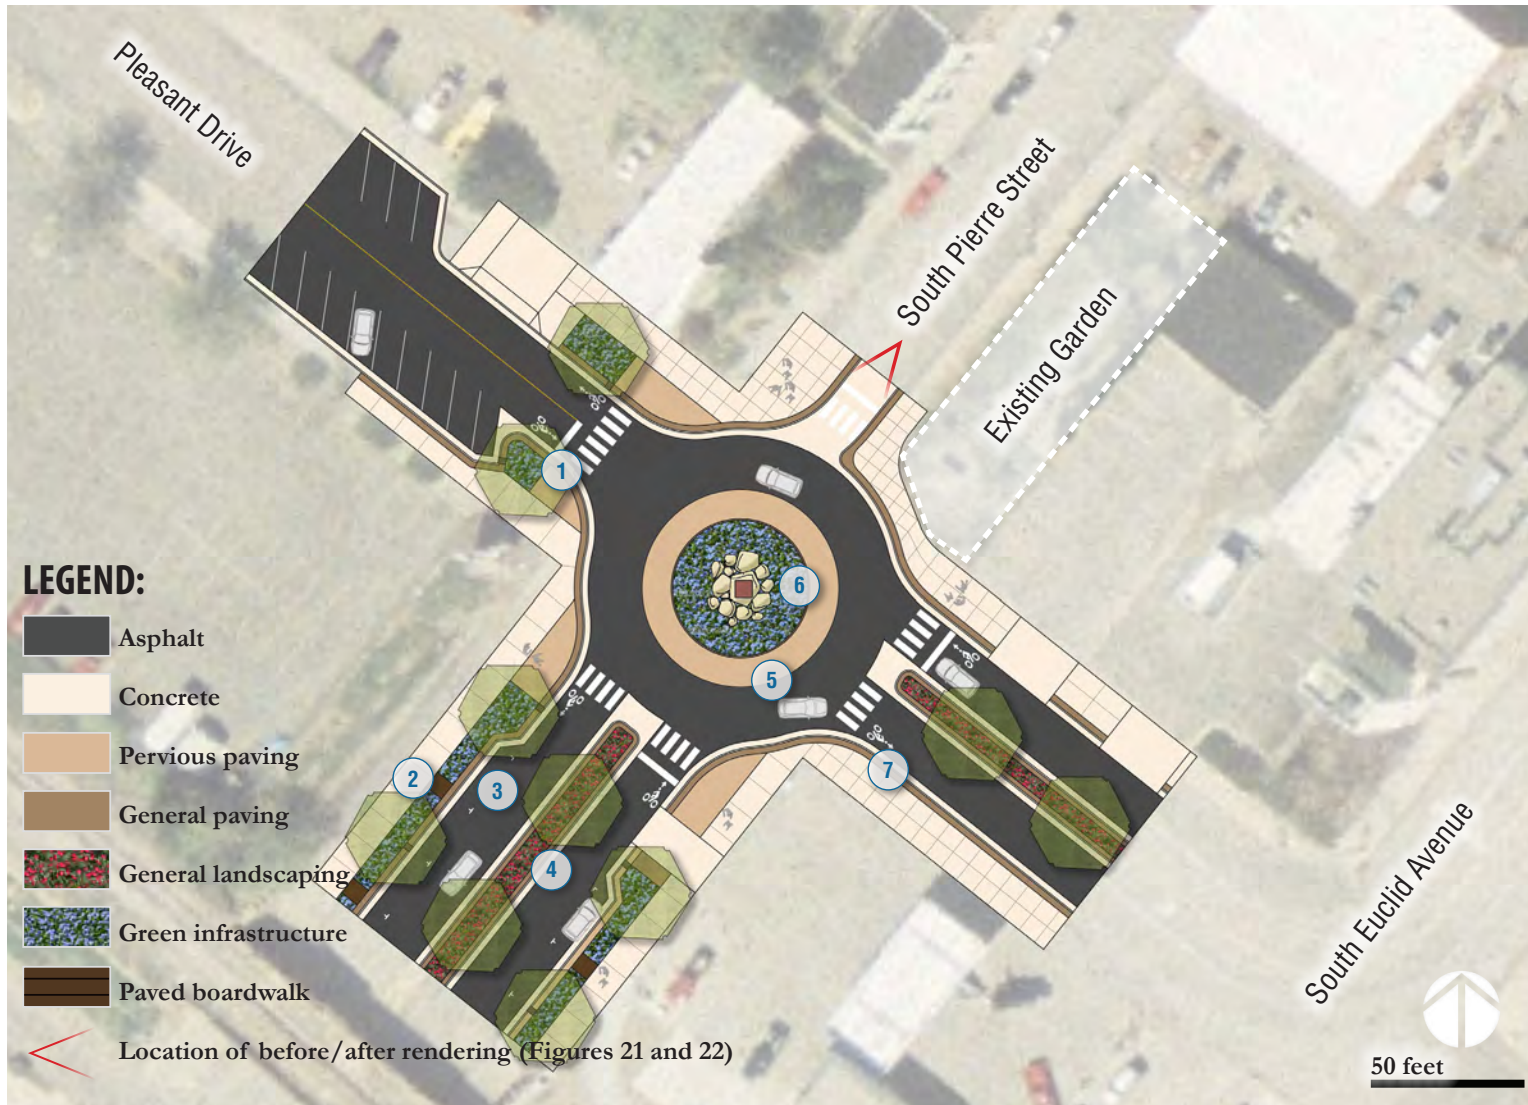 Pleasant Drive
South Pierre Street
Existing Garden
1
6
5
2
3
7
4
South Euclid Avenue
LEGEND:
Asphalt
Concrete
Pervious paving
General paving
General landscaping
Green infrastructure
Paved boardwalk
Location of before/after rendering (Figures 21 and 22)
50 feet